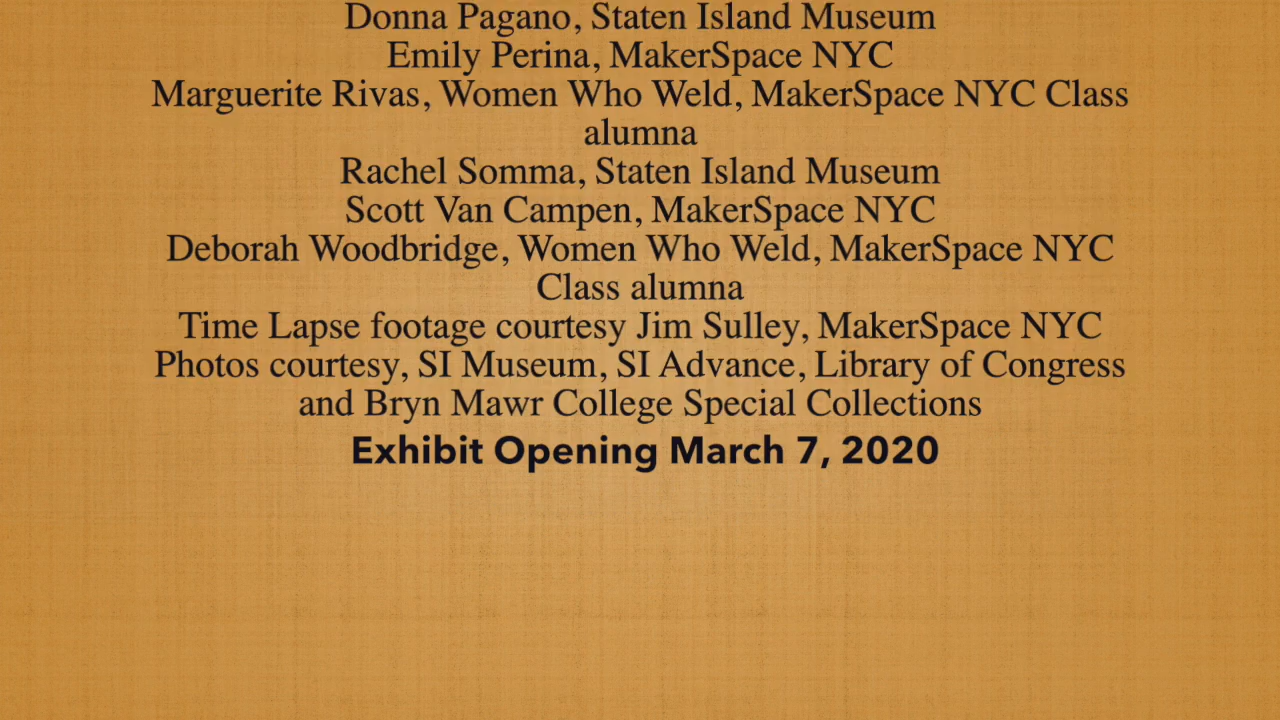 Donna Pagano, Staten Island Museum
Emily Perina, MakerSpace NYC
Marguerite Rivas, Women Who Weld, MakerSpace NYC Class
alumna
Rachel Somma, Staten Island Museum
Scott Van Campen, MakerSpace NYC
Deborah Woodbridge, Women Who Weld, MakerSpace NYC
Class alumna
Time Lapse footage courtesy Jim Sulley, MakerSpace NYC
Photos courtesy, SI Museum, SI Advance, Library of Congress
and Bryn Mawr College Special Collections
Exhibit Opening March 7, 2020